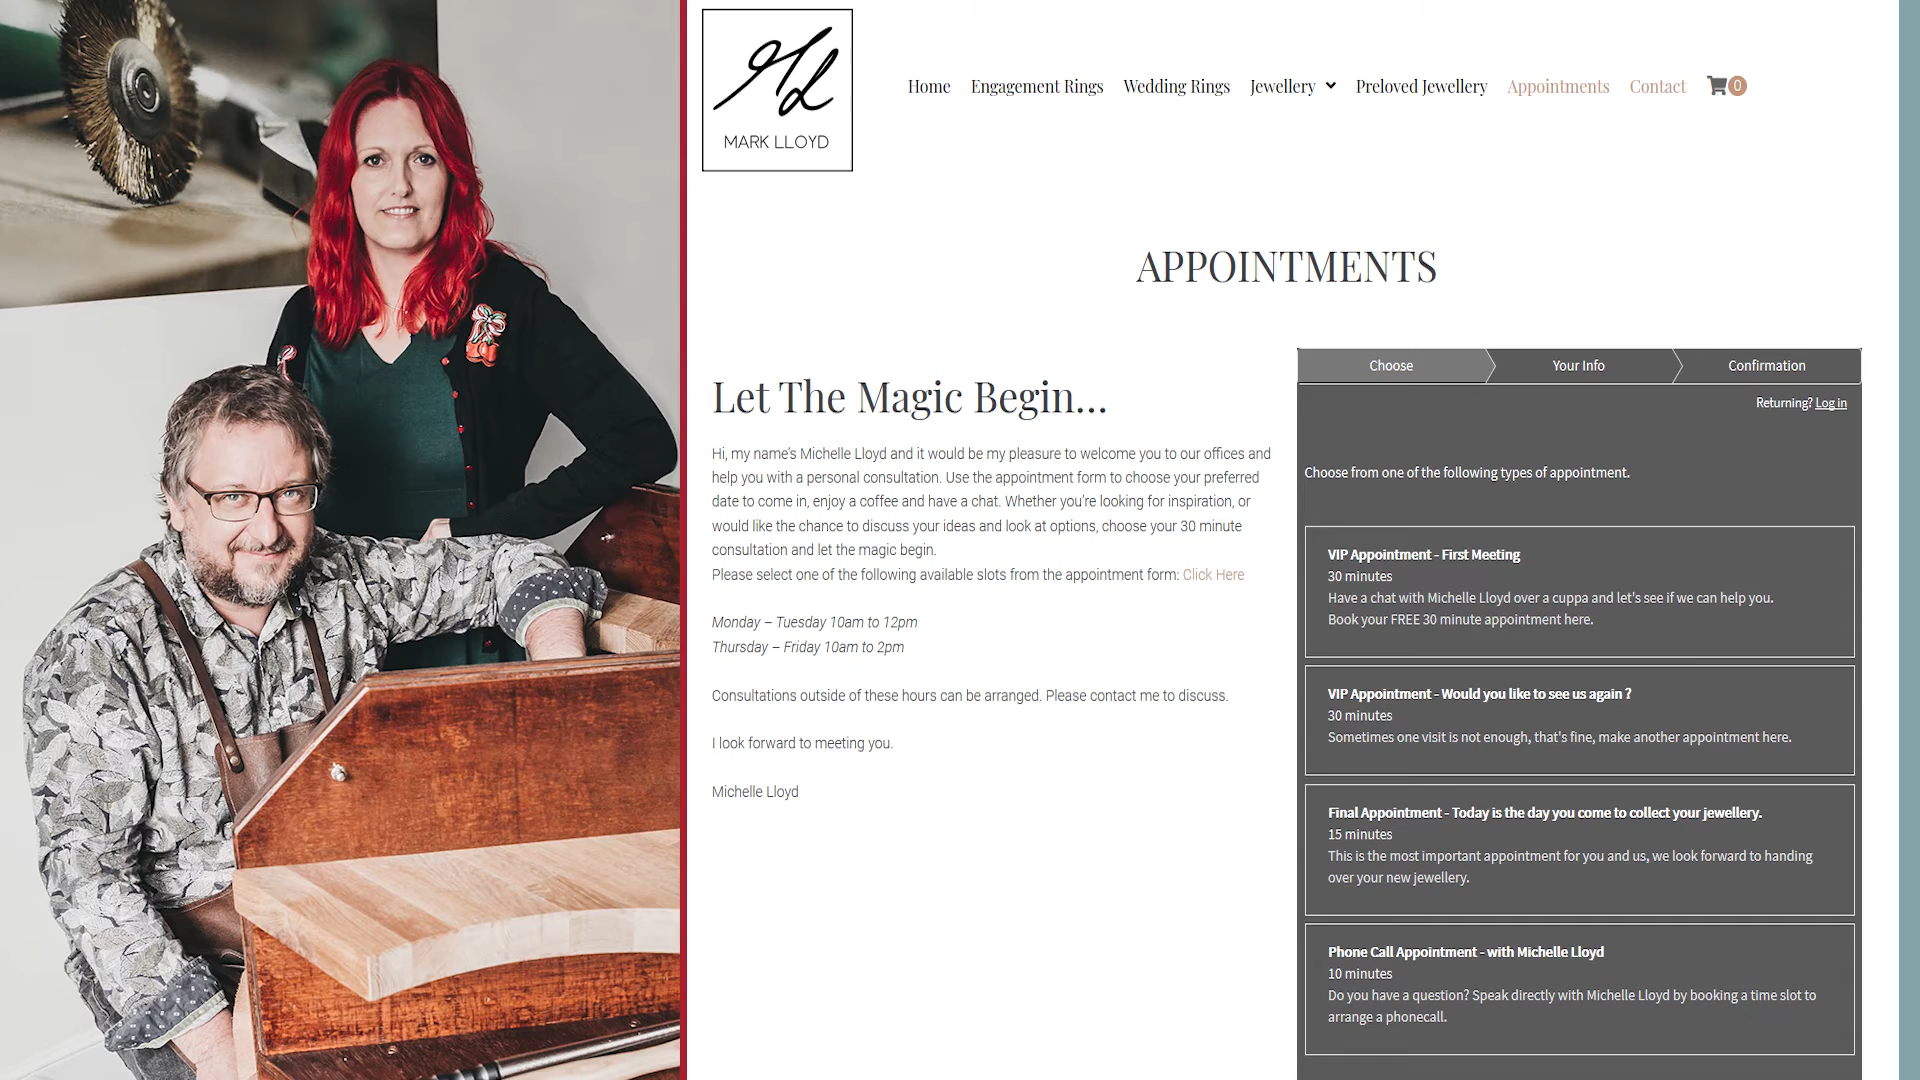 MARK LLOYD
Home Engagement Rings Wedding Rings Jewellery Preloved Jewellery Appointments Contact 0
APPOINTMENTS
Let The Magic Begin...
Hi, my name's Michelle Lloyd and it would be my pleasure to welcome you to our offices and
help you with a personal consultation. Use the appointment form to choose your preferred
date to come in, enjoy a coffee and have a chat. Whether you're looking for inspiration, or
would like the chance to discuss your ideas and look at options, choose your 30 minute
consultation and let the magic begin.
Please select one of the following available slots from the appointment form: Click Here
Monday – Tuesday 10am to 12pm
Thursday – Friday 10am to 2pm
Consultations outside of these hours can be arranged. Please contact me to discuss.
I look forward to meeting you.
Michelle Lloyd
Choose Your Info Confirmation
Returning? Log in
Choose from one of the following types of appointment.
VIP Appointment - First Meeting
30 minutes
Have a chat with Michelle Lloyd over a cuppa and let's see if we can help you.
Book your FREE 30 minute appointment here.
VIP Appointment - Would you like to see us again ?
30 minutes
Sometimes one visit is not enough, that's fine, make another appointment here.
Final Appointment - Today is the day you come to collect your jewellery.
15 minutes
This is the most important appointment for you and us, we look forward to handing
over your new jewellery.
Phone Call Appointment - with Michelle Lloyd
10 minutes
Do you have a question? Speak directly with Michelle Lloyd by booking a time slot to
arrange a phonecall.